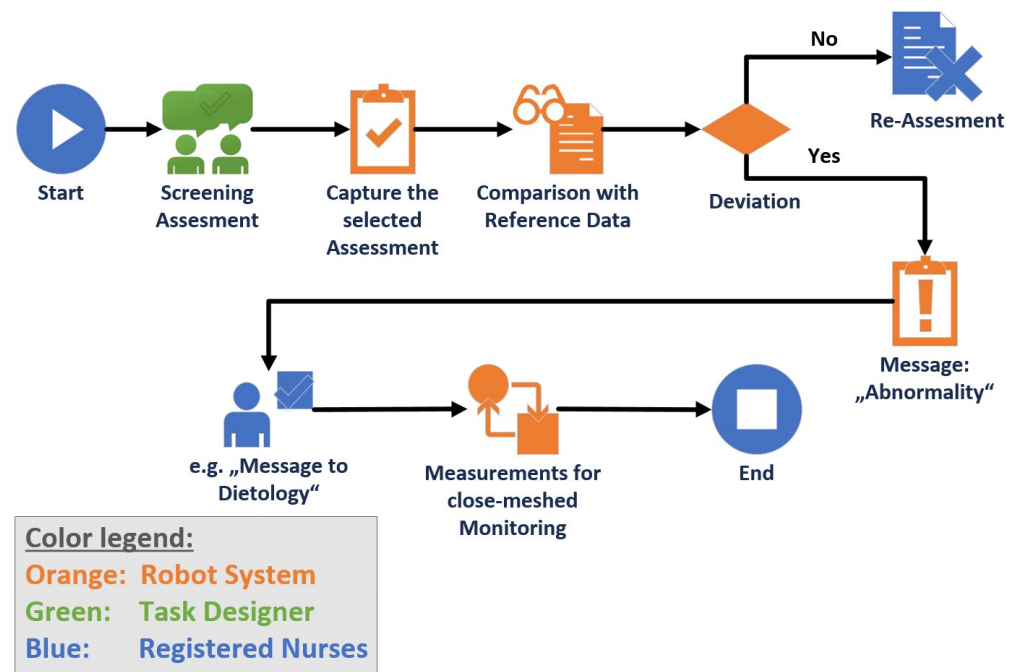 No
Re-Assesment
Yes
Start
Screening
Assesment
Capture the
selected
Assessment
Comparison with
Reference Data
Deviation
Message:
„Abnormality“
e.g. „Message to
Dietology“
Measurements for
close-meshed
Monitoring
End
Color legend:
Orange: Robot System
Green: Task Designer
Blue: Registered Nurses